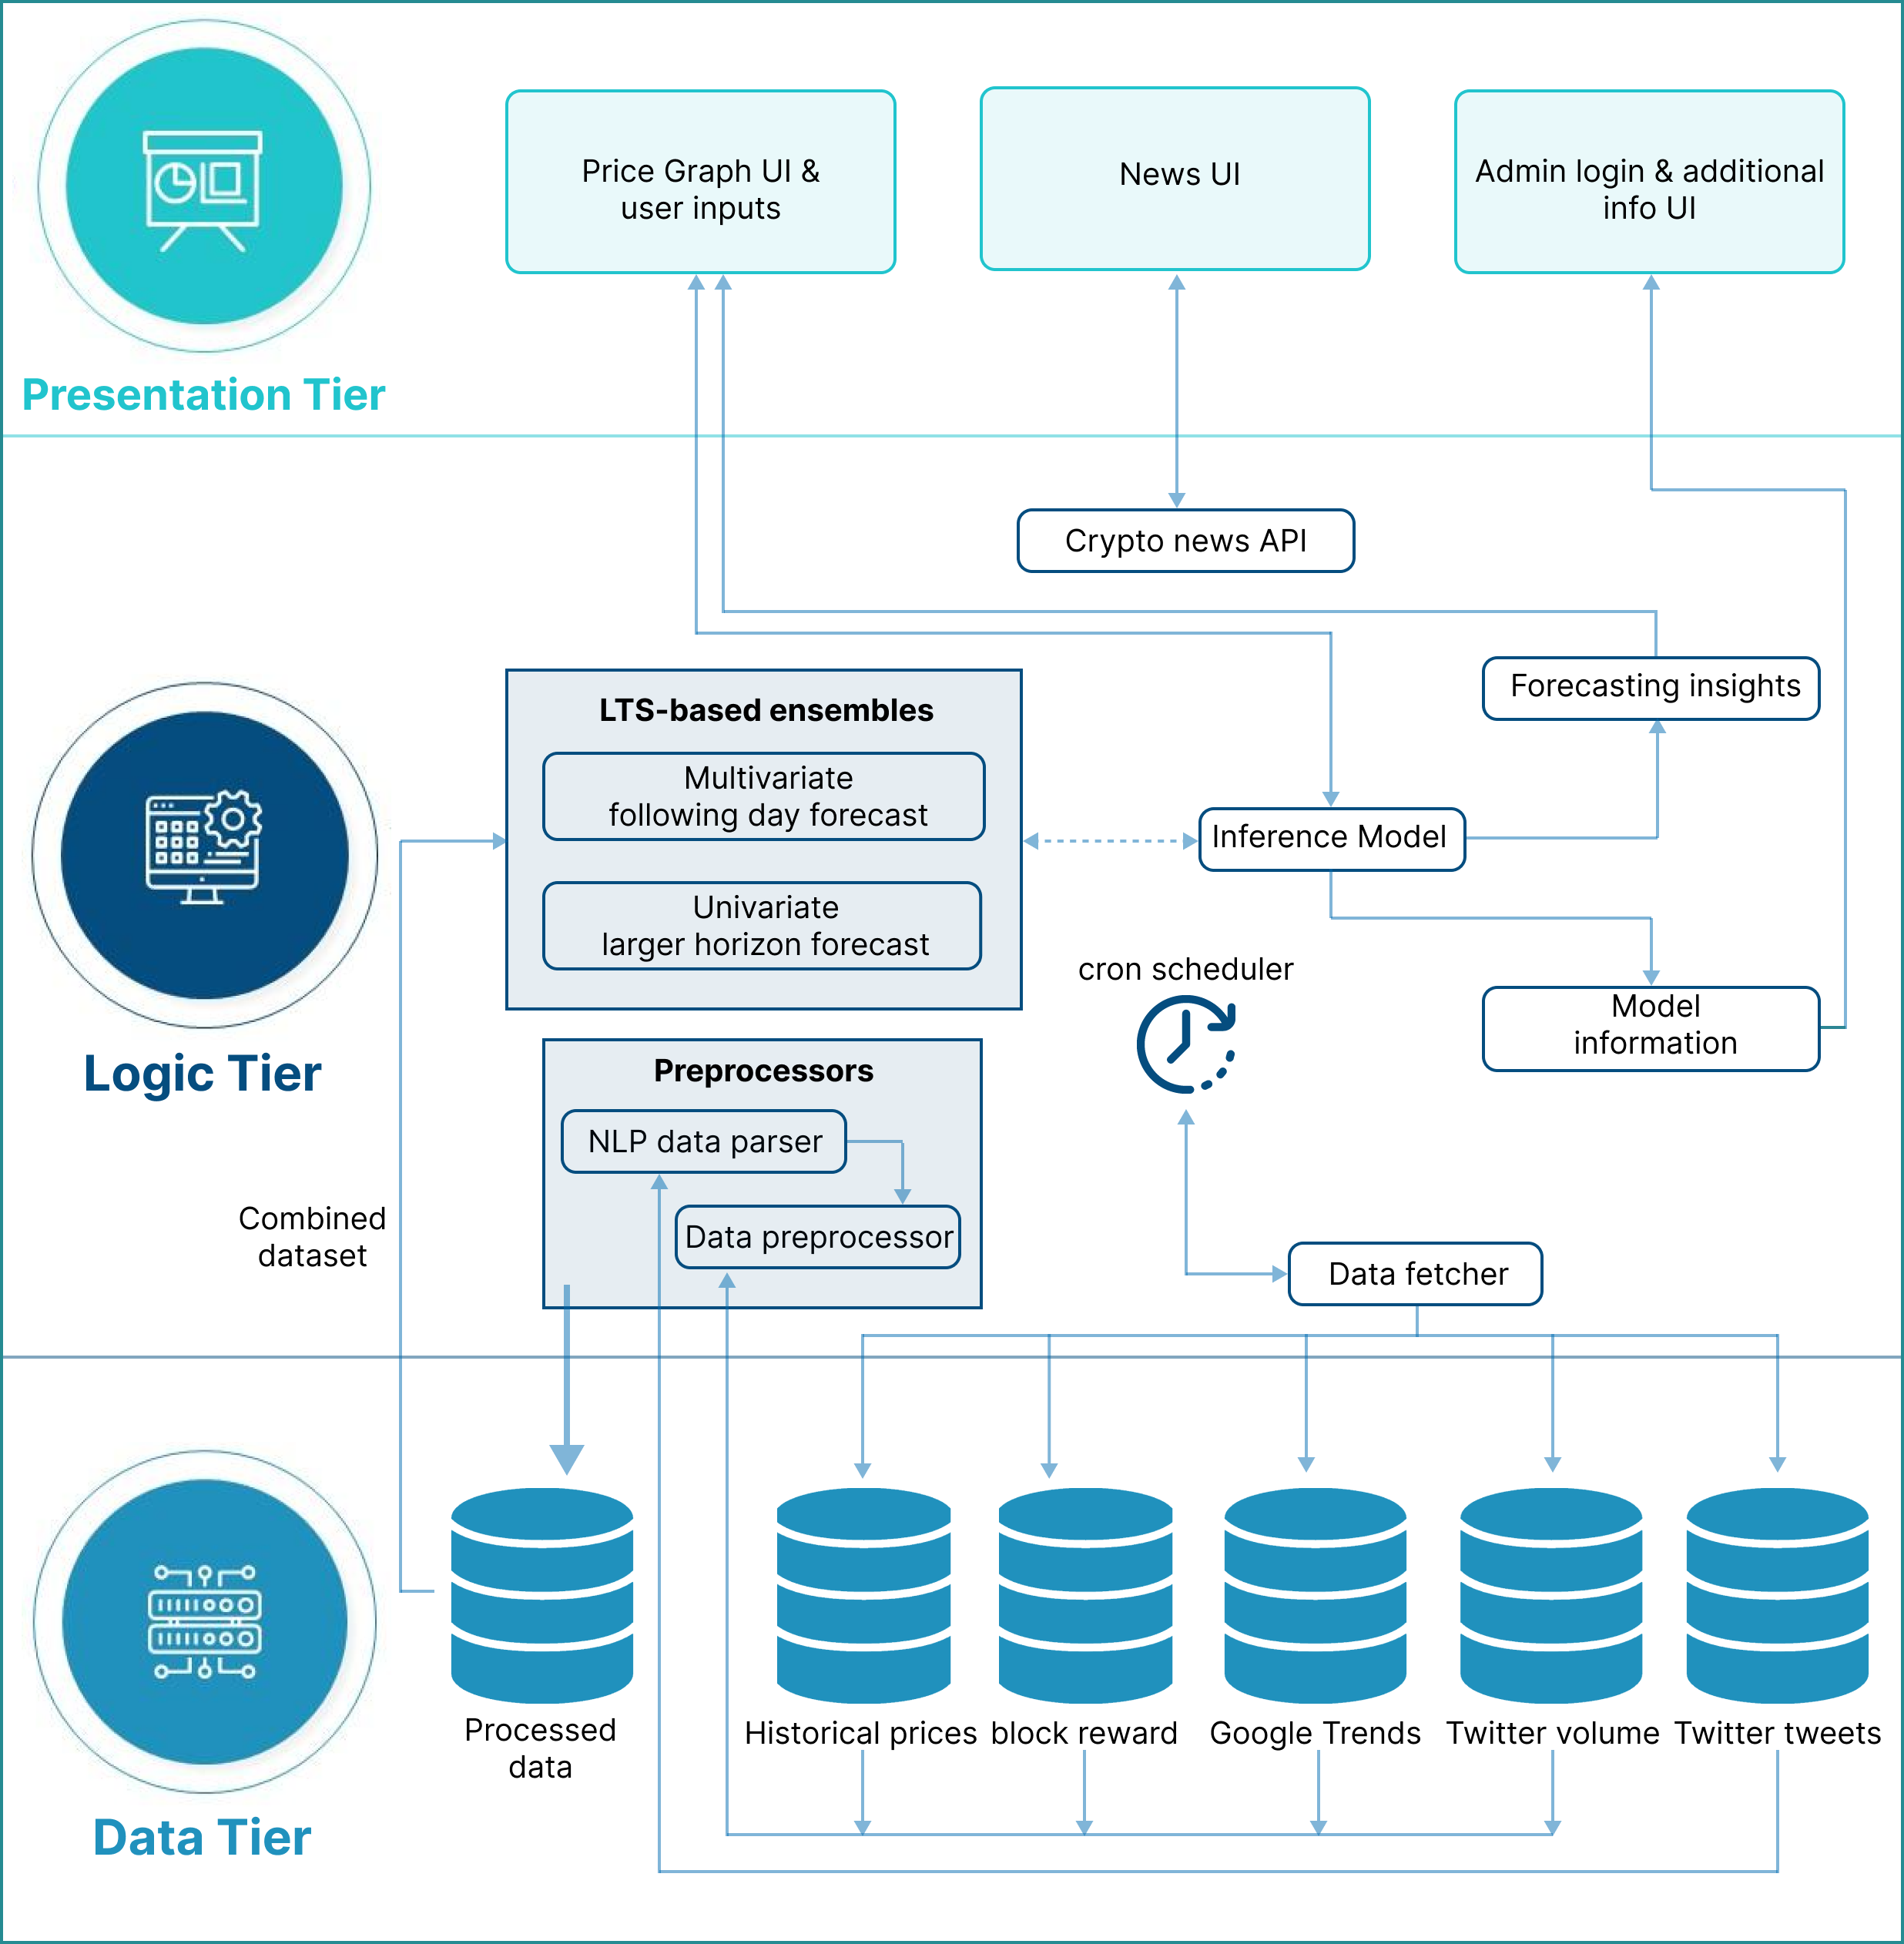 Price Graph UI &
user inputs
News UI
Admin login & additional
info UI
Presentation Tier
Crypto news API
Forecasting insights
LTS-based ensembles
Multivariate
following day forecast
Inference Model
Univariate
larger horizon forecast
cron scheduler
Model
information
Logic Tier
Preprocessors
NLP data parser
Data preprocessor
Combined
dataset
Data fetcher
Processed
data
Historical prices
block reward
Google Trends
Twitter volume
Twitter tweets
Data Tier